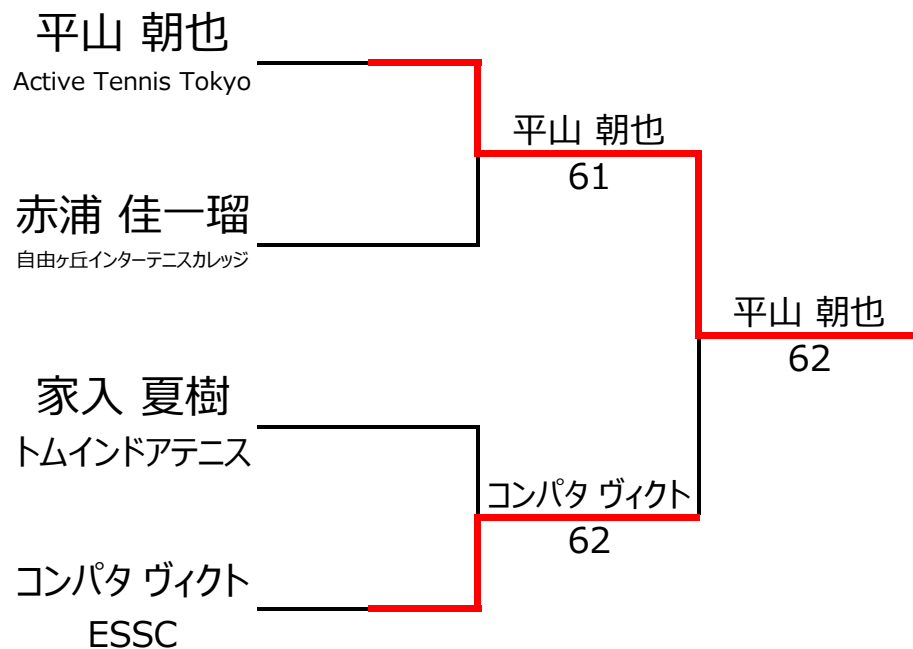 平山 朝也
Active Tennis Tokyo
平山 朝也
61
赤浦 佳一瑠
自由ヶ丘インターテニスカレッジ
平山 朝也
62
家入 夏樹
トムインドアテニス
コンパタ ヴィクト
62
コンパタ ヴィクト
ESSC